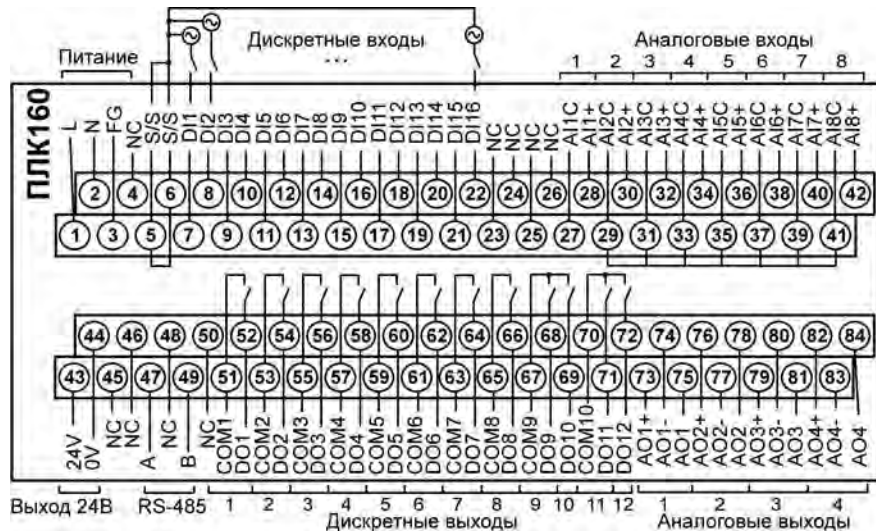 Питание
Дискретные входы
...
Аналоговые входы
1 2 3 4 5 6 7 8
ПЛК160
L N FG NC S/S S/S DI1 DI2 DI3 DI4 DI5 DI6 DI7 DI8 DI9 DI10 DI11 DI12 DI13 DI14 DI15 DI16 NC NC NC NC AI1C AI1+ AI2C AI2+ AI3C AI3+ AI4C AI4+ AI5C AI5+ AI6C AI6+ AI7C AI7+ AI8C AI8+
2 4 6 8 10 12 14 16 18 20 22 24 26 28 30 32 34 36 38 40 42
1 3 5 7 9 11 13 15 17 19 21 23 25 27 29 31 33 35 37 39 41
44 46 48 50 52 54 56 58 60 62 64 66 68 70 72 74 76 78 80 82 84
43 45 47 49 51 53 55 57 59 61 63 65 67 69 71 73 75 77 79 81 83
24V 0V NC NC A NC B NC COM1 DO1 COM2 DO2 COM3 DO3 COM4 DO4 COM5 DO5 COM6 DO6 COM7 DO7 COM8 DO8 COM9 DO9 DO10 COM10 DO11 DO12 AO1+ AO1- AO1 AO2+ AO2- AO2 AO3+ AO3- AO3 AO4+ AO4- AO4
Выход 24В RS-485 1 2 3 4 5 6 7 8 9 10 11 12 1 2 3 4
Дискретные выходы
Аналоговые выходы